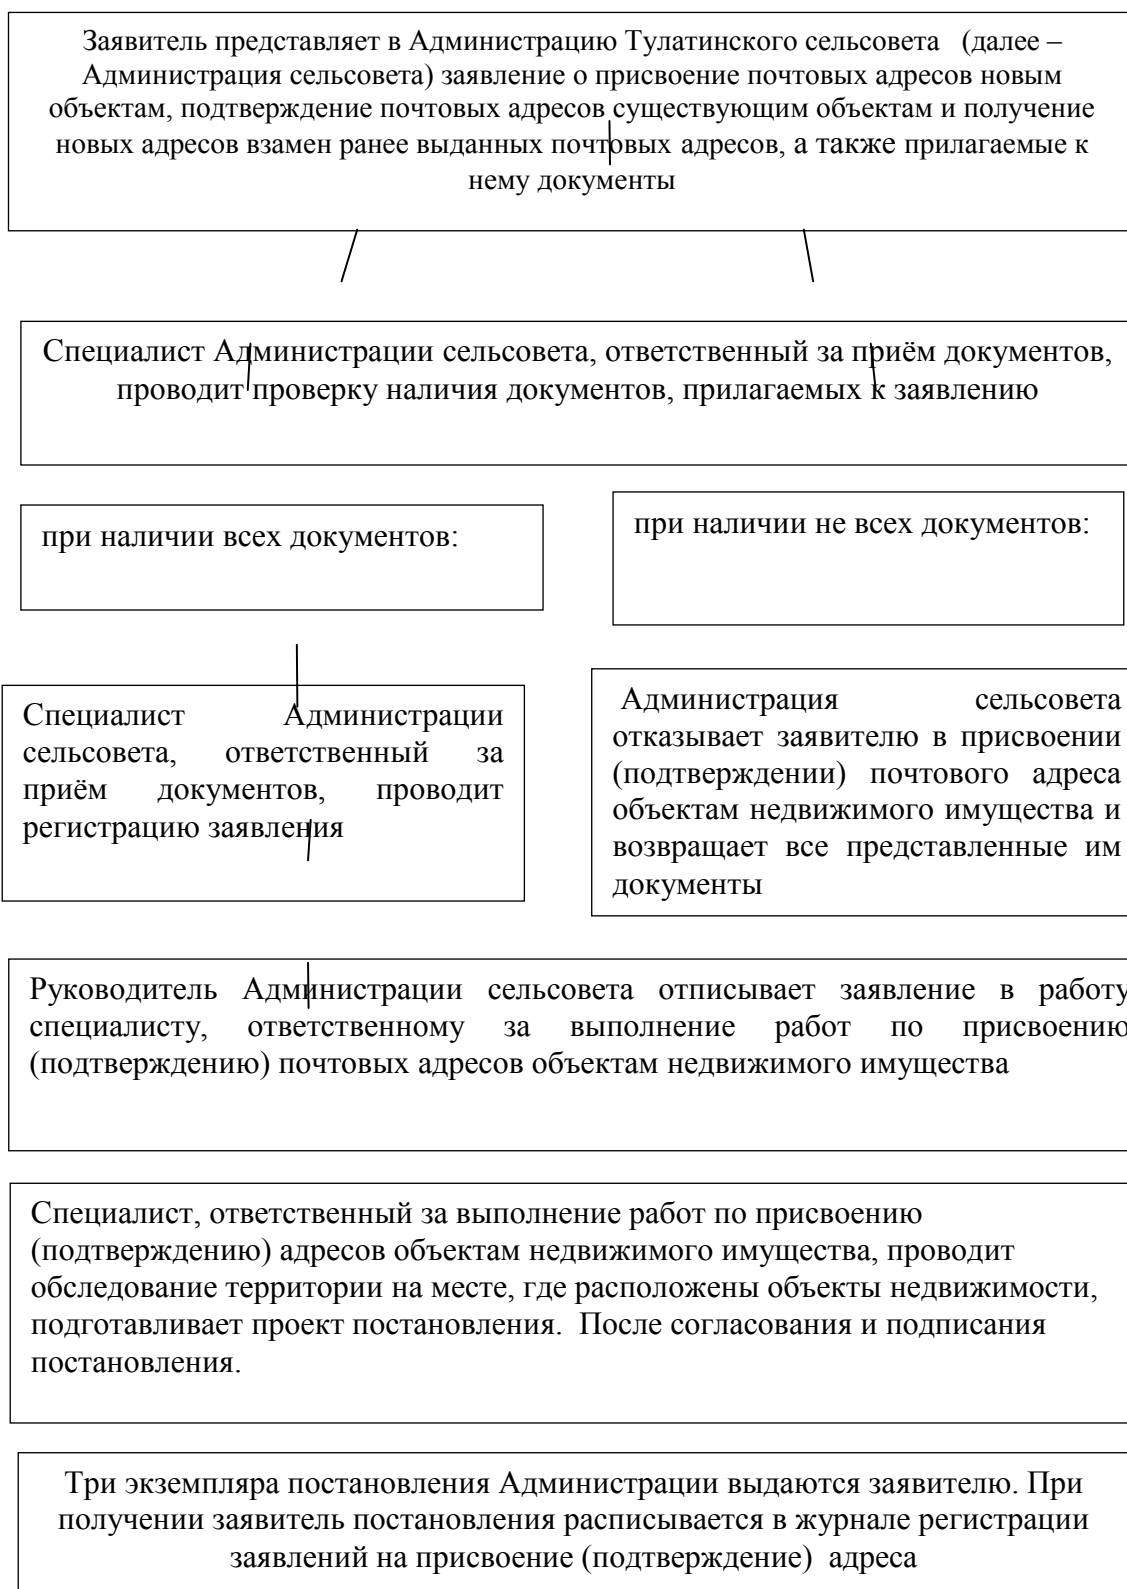 Заявитель представляет в Администрацию Тулатинского сельсовета (далее –
Администрация сельсовета) заявление о присвоение почтовых адресов новым
объектам, подтверждение почтовых адресов существующим объектам и получение
новых адресов взамен ранее выданных почтовых адресов, а также прилагаемые к
нему документы
Специалист Администрации сельсовета, ответственный за приём документов,
проводит проверку наличия документов, прилагаемых к заявлению
при наличии всех документов:
при наличии не всех документов:
Специалист Администрации
сельсовета, ответственный за
приём документов, проводит
регистрацию заявления
Администрация сельсовета
отказывает заявителю в присвоении
(подтверждении) почтового адреса
объектам недвижимого имущества и
возвращает все представленные им
документы
Руководитель Администрации сельсовета отписывает заявление в работу
специалисту, ответственному за выполнение работ по присвоению
(подтверждению) почтовых адресов объектам недвижимого имущества
Специалист, ответственный за выполнение работ по присвоению
(подтверждению) адресов объектам недвижимого имущества, проводит
обследование территории на месте, где расположены объекты недвижимости,
подготавливает проект постановления. После согласования и подписания
постановления.
Три экземпляра постановления Администрации выдаются заявителю. При
получении заявитель постановления расписывается в журнале регистрации
заявлений на присвоение (подтверждение) адреса